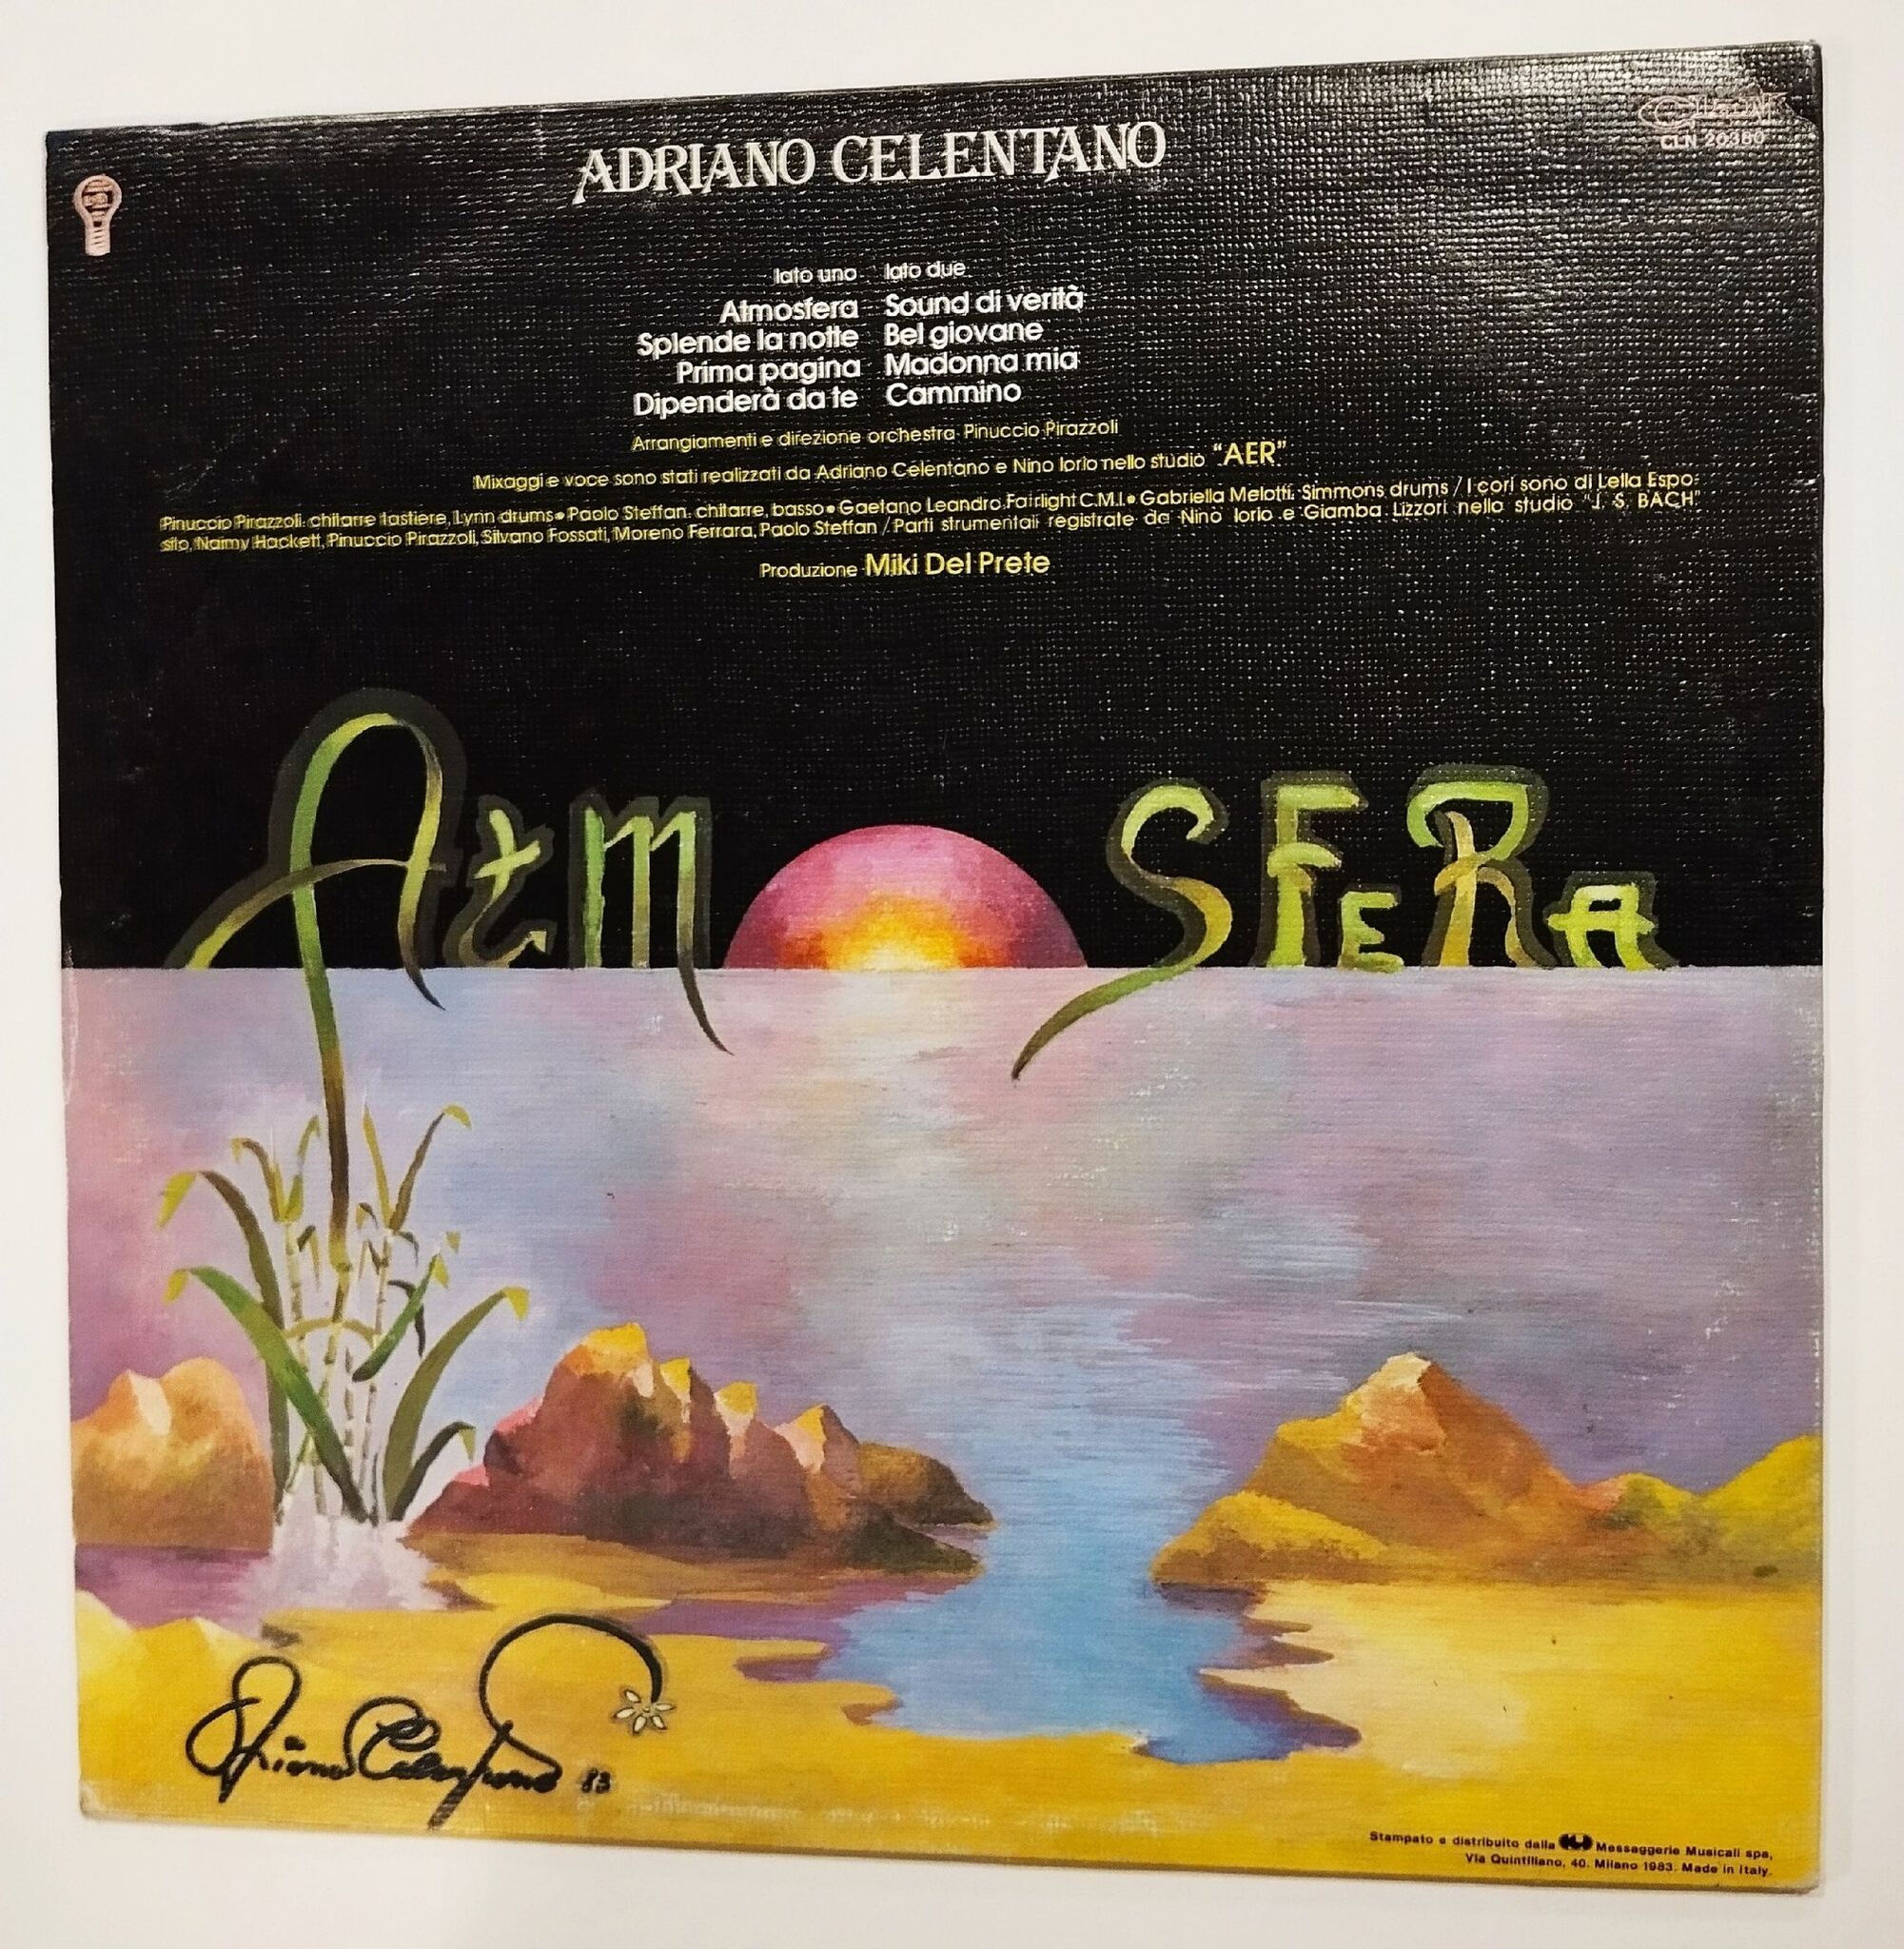 ADRIANO CELENTANO
Clan
CLN 20380
lato uno lato due
Atmosfera Sound di verità
Splende la notte Bel giovane
Prima pagina Madonna mia
Dipenderà da te Cammino
Arrangiamenti e direzione orchestra Pinuccio Pirazzoli
Mixaggi e voce sono stati realizzati da Adriano Celentano e Nino Iorio nello studio "AER"
Pinuccio Pirazzoli: chitarre tastiere, Lynn drums • Paolo Steffan: chitarre, basso • Gaetano Leandro: Fairlight C.M.I. • Gabriella Melotti: Simmons drums / I cori sono di Lella Espo-
sito, Naimy Hackett, Pinuccio Pirazzoli, Silvano Fossati, Moreno Ferrara, Paolo Steffan / Parti strumentali registrate da Nino Iorio e Giamba Lizzori nello studio "J. S. BACH"
Produzione Miki Del Prete
AtmoSFeRA
Adriano Celentano 83
Stampato e distribuito dalla Messaggerie Musicali spa,
Via Quintiliano, 40. Milano 1983. Made in Italy.